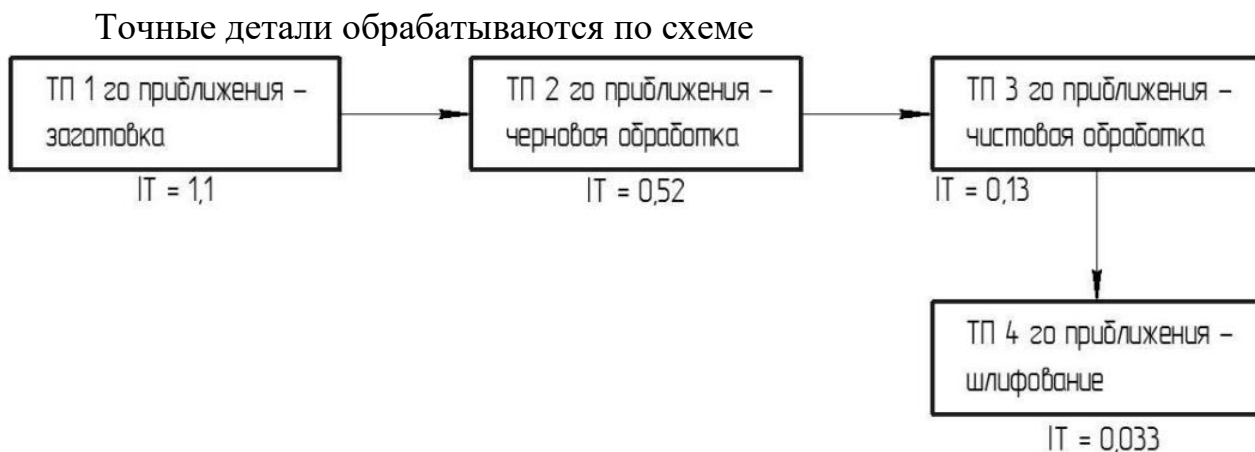 Точные детали обрабатываются по схеме
ТП 1 го приближения –
заготовка
IT = 1,1
ТП 2 го приближения –
черновая обработка
IT = 0,52
ТП 3 го приближения –
чистовая обработка
IT = 0,13
ТП 4 го приближения –
шлифование
IT = 0,033